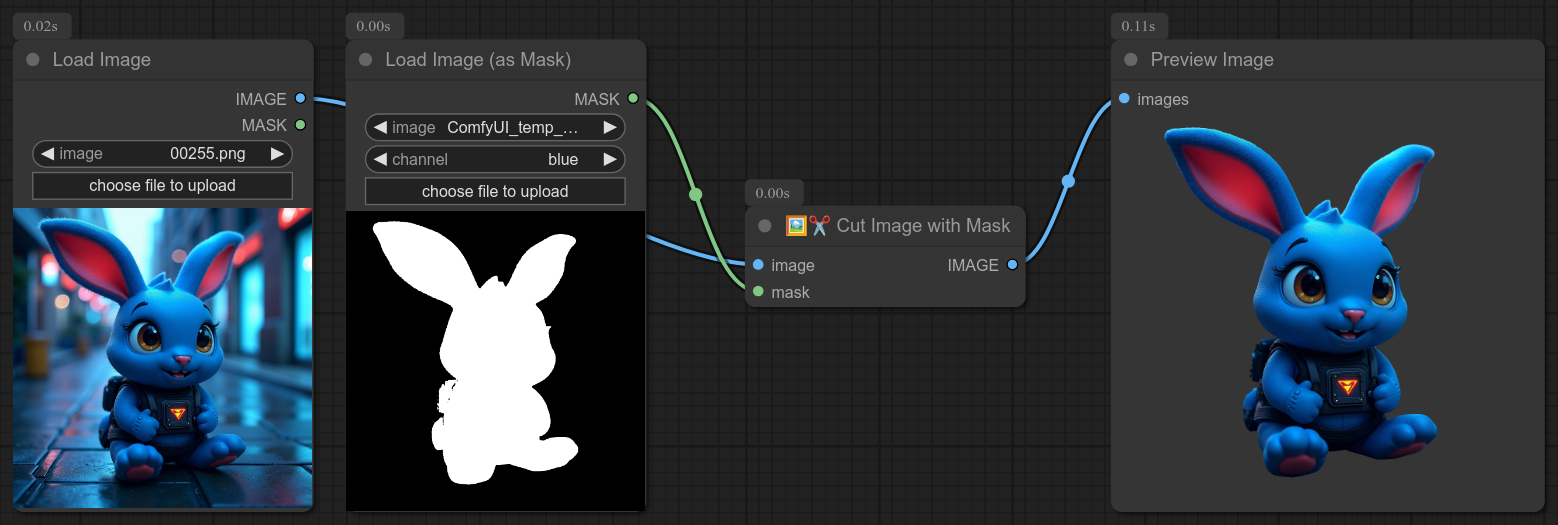 0.02s
Load Image
IMAGE
MASK
image 00255.png
choose file to upload
0.00s
Load Image (as Mask)
MASK
image ComfyUI_temp_...
channel blue
choose file to upload
0.00s
Cut Image with Mask
image IMAGE
mask
0.11s
Preview Image
images